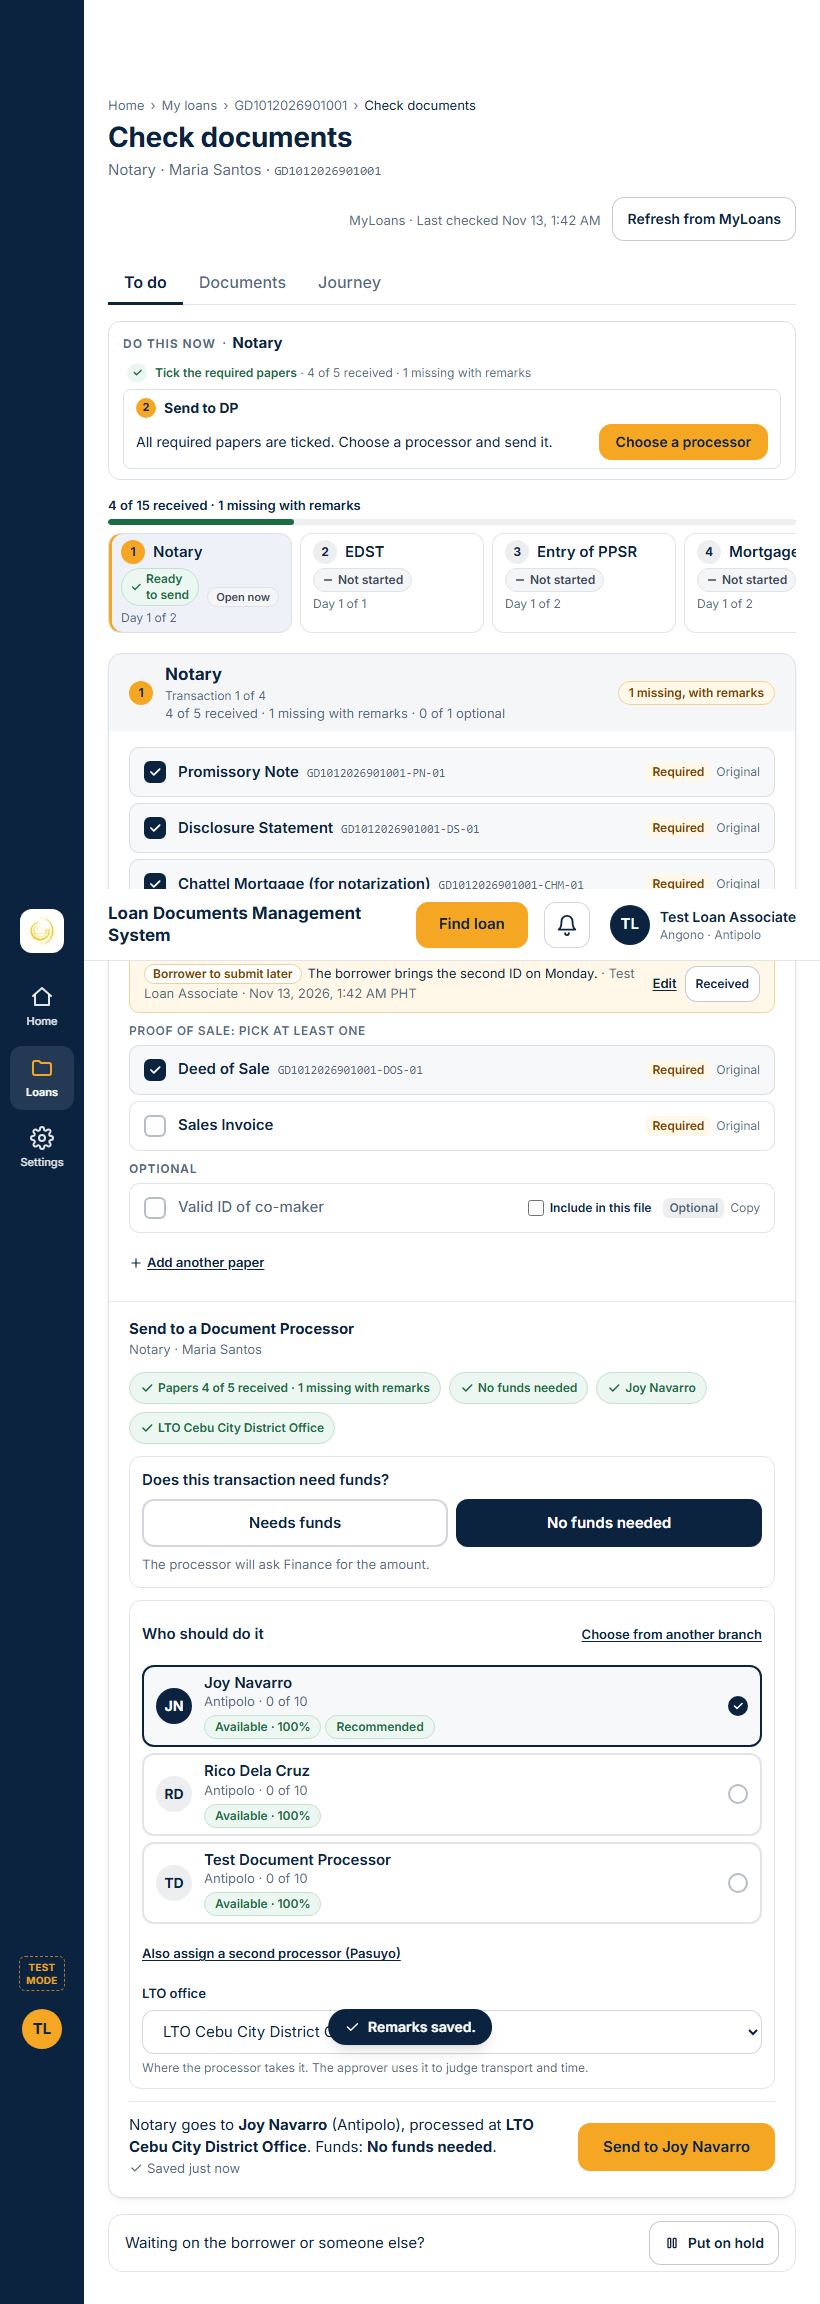 Home › My loans › GD1012026901001 › Check documents
Check documents
Notary · Maria Santos · GD1012026901001
MyLoans · Last checked Nov 13, 1:42 AM
Refresh from MyLoans
To do
Documents
Journey
DO THIS NOW · Notary
Tick the required papers · 4 of 5 received · 1 missing with remarks
2 Send to DP
All required papers are ticked. Choose a processor and send it.
Choose a processor
4 of 15 received · 1 missing with remarks
1 Notary
Ready to send
Open now
Day 1 of 2
2 EDST
Not started
Day 1 of 1
3 Entry of PPSR
Not started
Day 1 of 2
4 Mortgage
Not started
Day 1 of 2
1
Notary
Transaction 1 of 4
4 of 5 received · 1 missing with remarks · 0 of 1 optional
1 missing, with remarks
Promissory Note GD1012026901001-PN-01 Required Original
Disclosure Statement GD1012026901001-DS-01 Required Original
Chattel Mortgage (for notarization) GD1012026901001-CHM-01 Required Original
Loan Documents Management System
Find loan
TL
Test Loan Associate
Angono · Antipolo
Home
Loans
Settings
Borrower to submit later The borrower brings the second ID on Monday. · Test
Loan Associate · Nov 13, 2026, 1:42 AM PHT
Edit
Received
PROOF OF SALE: PICK AT LEAST ONE
Deed of Sale GD1012026901001-DOS-01 Required Original
Sales Invoice Required Original
OPTIONAL
Valid ID of co-maker Include in this file Optional Copy
+ Add another paper
Send to a Document Processor
Notary · Maria Santos
Papers 4 of 5 received · 1 missing with remarks
No funds needed
Joy Navarro
LTO Cebu City District Office
Does this transaction need funds?
Needs funds
No funds needed
The processor will ask Finance for the amount.
Who should do it
Choose from another branch
JN
Joy Navarro
Antipolo · 0 of 10
Available · 100% Recommended
RD
Rico Dela Cruz
Antipolo · 0 of 10
Available · 100%
TD
Test Document Processor
Antipolo · 0 of 10
Available · 100%
Also assign a second processor (Pasuyo)
TEST MODE
TL
LTO office
LTO Cebu City District
Remarks saved.
Where the processor takes it. The approver uses it to judge transport and time.
Notary goes to Joy Navarro (Antipolo), processed at LTO
Cebu City District Office. Funds: No funds needed.
Saved just now
Send to Joy Navarro
Waiting on the borrower or someone else?
Put on hold